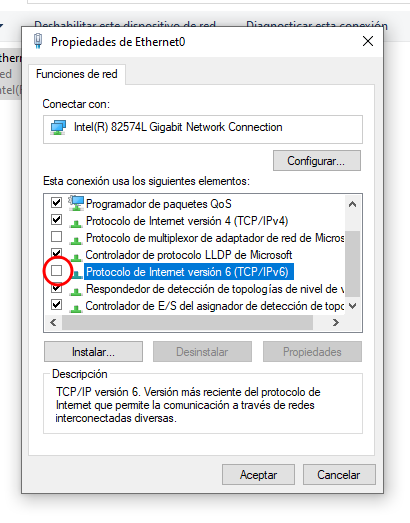 Deshabilitar este dispositivo de red
Diagnosticar esta conexión
Propiedades de Ethernet0
Funciones de red
Conectar con:
Intel(R) 82574L Gigabit Network Connection
Configurar...
Esta conexión usa los siguientes elementos:
Programador de paquetes QoS
Protocolo de Internet versión 4 (TCP/IPv4)
Protocolo de multiplexor de adaptador de red de Micros
Controlador de protocolo LLDP de Microsoft
Protocolo de Internet versión 6 (TCP/IPv6)
Respondedor de detección de topologías de nivel de v
Controlador de E/S del asignador de detección de topo
Instalar...
Desinstalar
Propiedades
Descripción
TCP/IP versión 6. Versión más reciente del protocolo de
Internet que permite la comunicación a través de redes
interconectadas diversas.
Aceptar
Cancelar